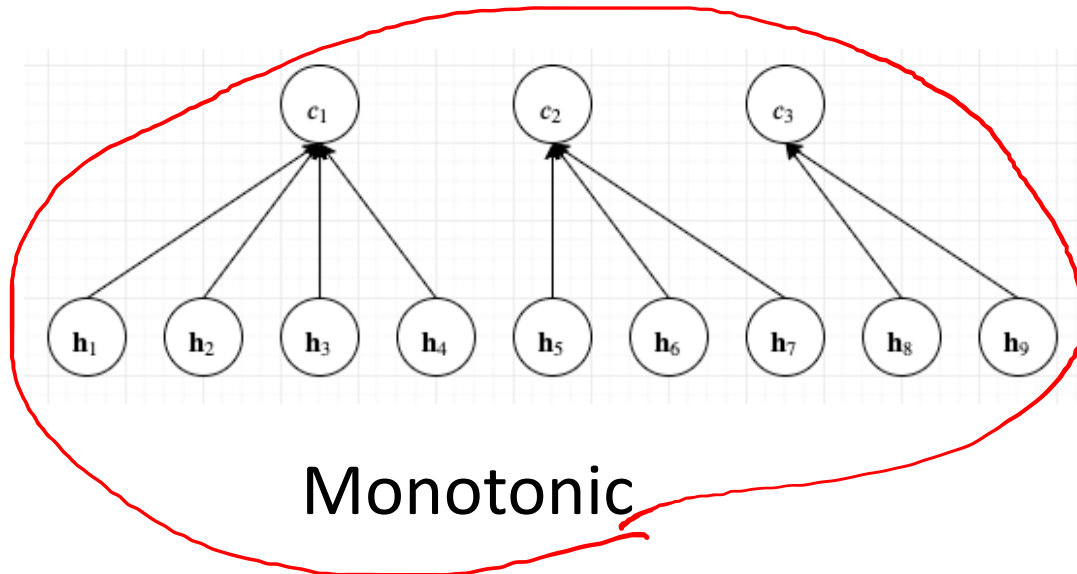 c₁ c₂ c₃
h₁ h₂ h₃ h₄ h₅ h₆ h₇ h₈ h₉
Monotonic